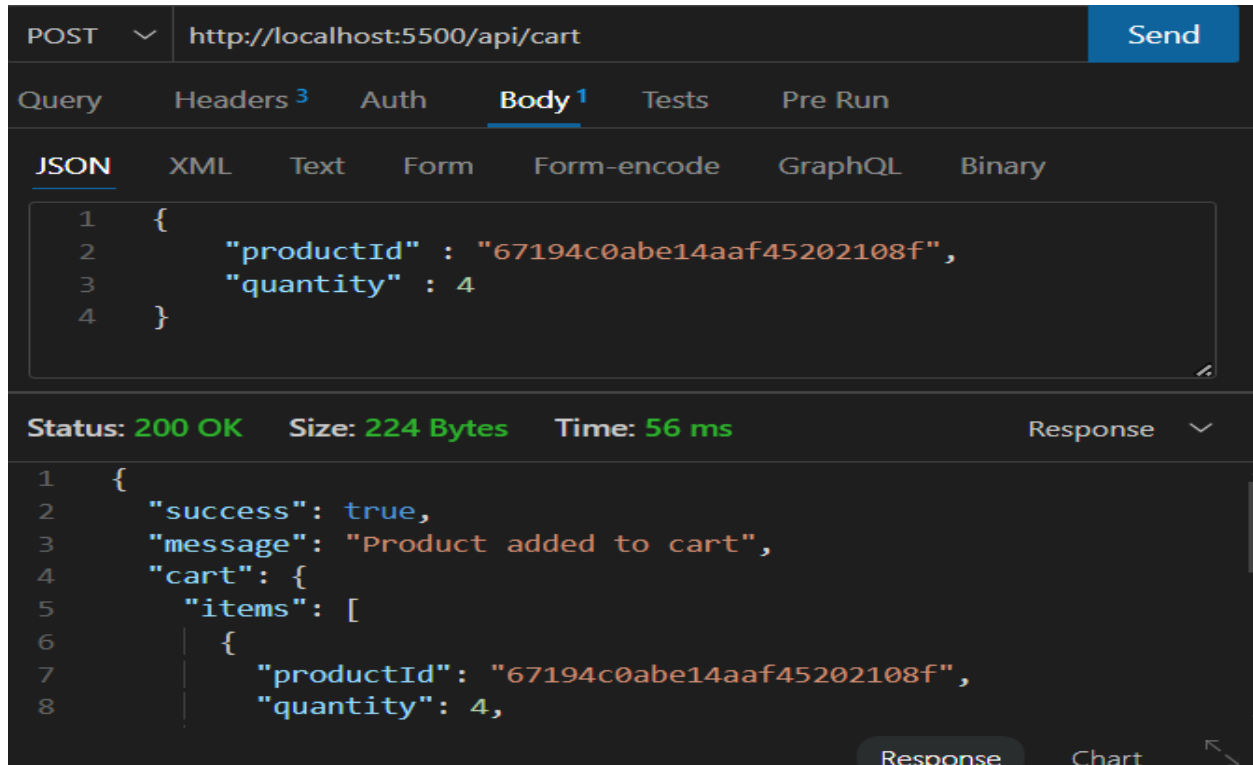 POST http://localhost:5500/api/cart Send
Query Headers 3 Auth Body 1 Tests Pre Run
JSON XML Text Form Form-encode GraphQL Binary
1 {
2 "productId" : "67194c0abe14aaf45202108f",
3 "quantity" : 4
4 }
Status: 200 OK Size: 224 Bytes Time: 56 ms Response
1 {
2 "success": true,
3 "message": "Product added to cart",
4 "cart": {
5 "items": [
6 {
7 "productId": "67194c0abe14aaf45202108f",
8 "quantity": 4,
Response Chart